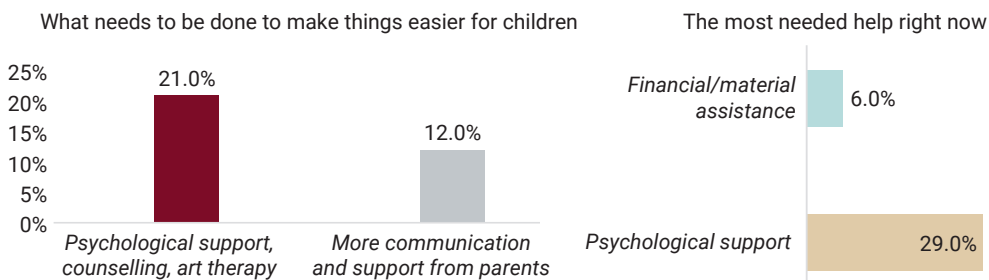 What needs to be done to make things easier for children
25%
20%
15%
10%
5%
0%
21.0%
12.0%
Psychological support,
counselling, art therapy
More communication
and support from parents
The most needed help right now
Financial/material
assistance
6.0%
Psychological support
29.0%